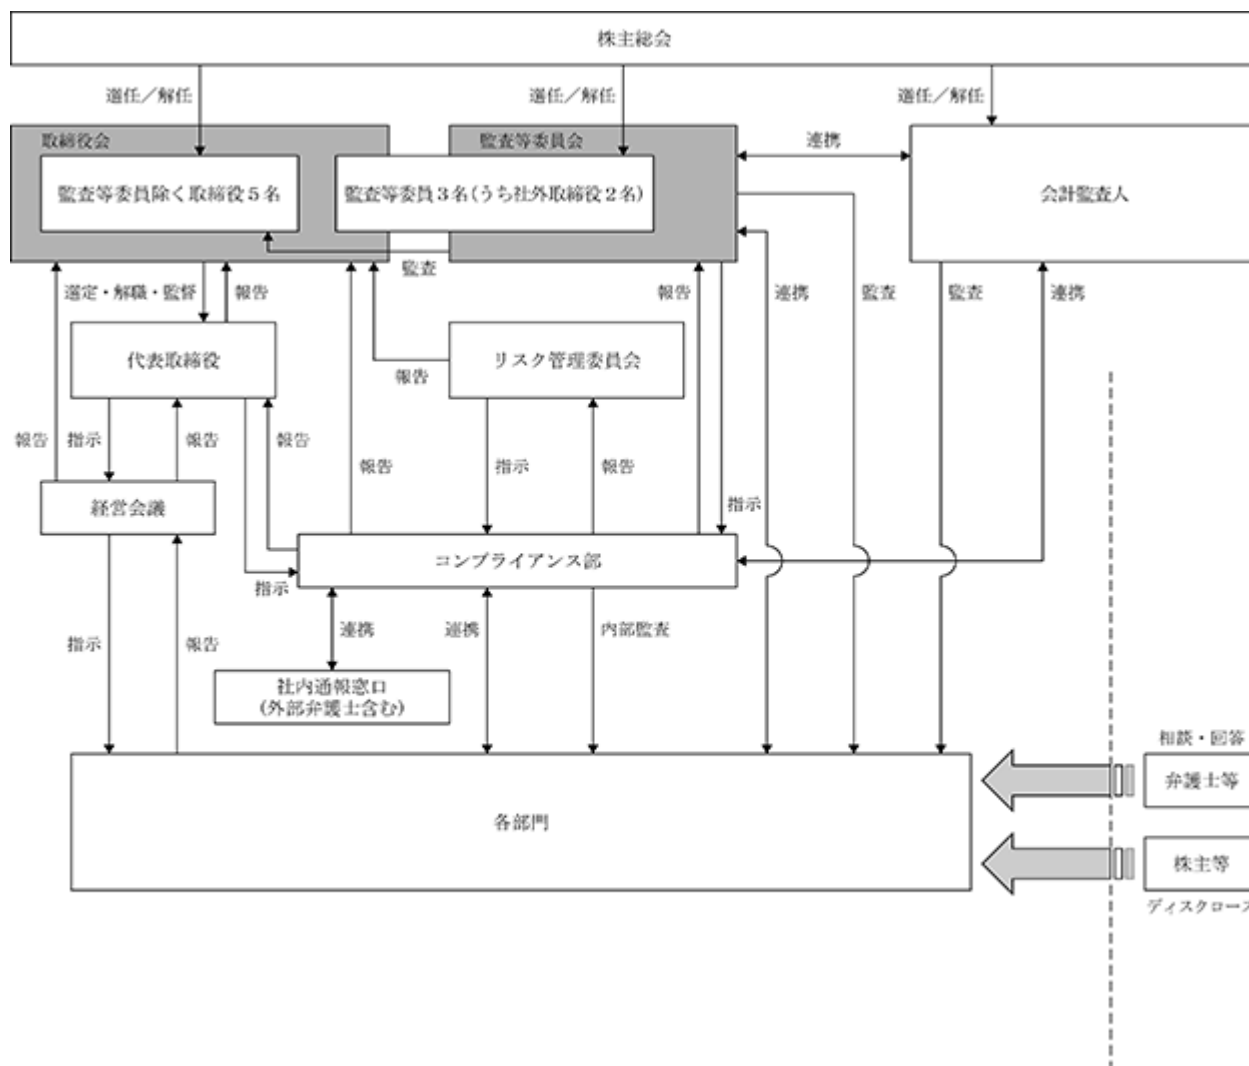 株主総会
選任／解任
選任／解任
選任／解任
取締役会
監査等委員会
連携
監査等委員除く取締役５名
監査等委員３名(うち社外取締役２名)
会計監査人
監査
選定・解職・監督
報告
報告
連携
監査
監査
連携
代表取締役
リスク管理委員会
報告
報告
指示
報告
報告
報告
指示
報告
経営会議
指示
コンプライアンス部
指示
指示
報告
連携
連携
内部監査
社内通報窓口
(外部弁護士含む)
相談・回答
弁護士等
各部門
株主等
ディスクロース